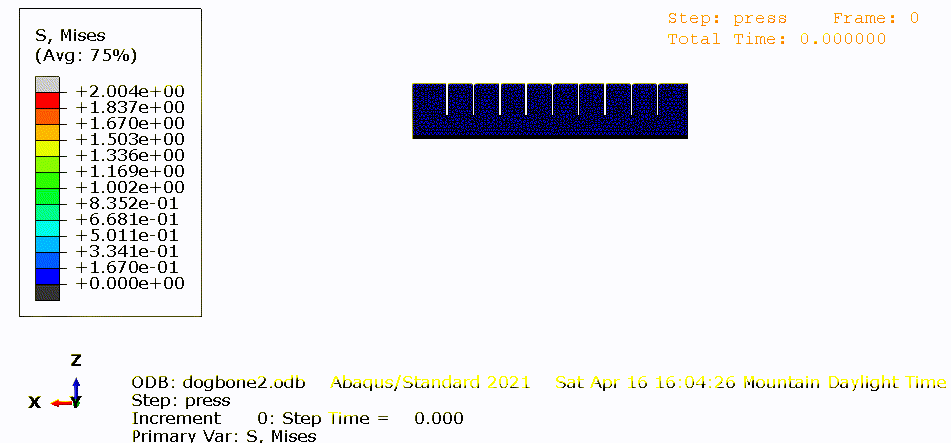 S, Mises
(Avg: 75%)
+2.004e+00
+1.837e+00
+1.670e+00
+1.503e+00
+1.336e+00
+1.169e+00
+1.002e+00
+8.352e-01
+6.681e-01
+5.011e-01
+3.341e-01
+1.670e-01
+0.000e+00
Step: press Frame: 0
Total Time: 0.000000
Z
X
Y
ODB: dogbone2.odb Abaqus/Standard 2021 Sat Apr 16 16:04:26 Mountain Daylight Time
Step: press
Increment 0: Step Time = 0.000
Primary Var: S, Mises